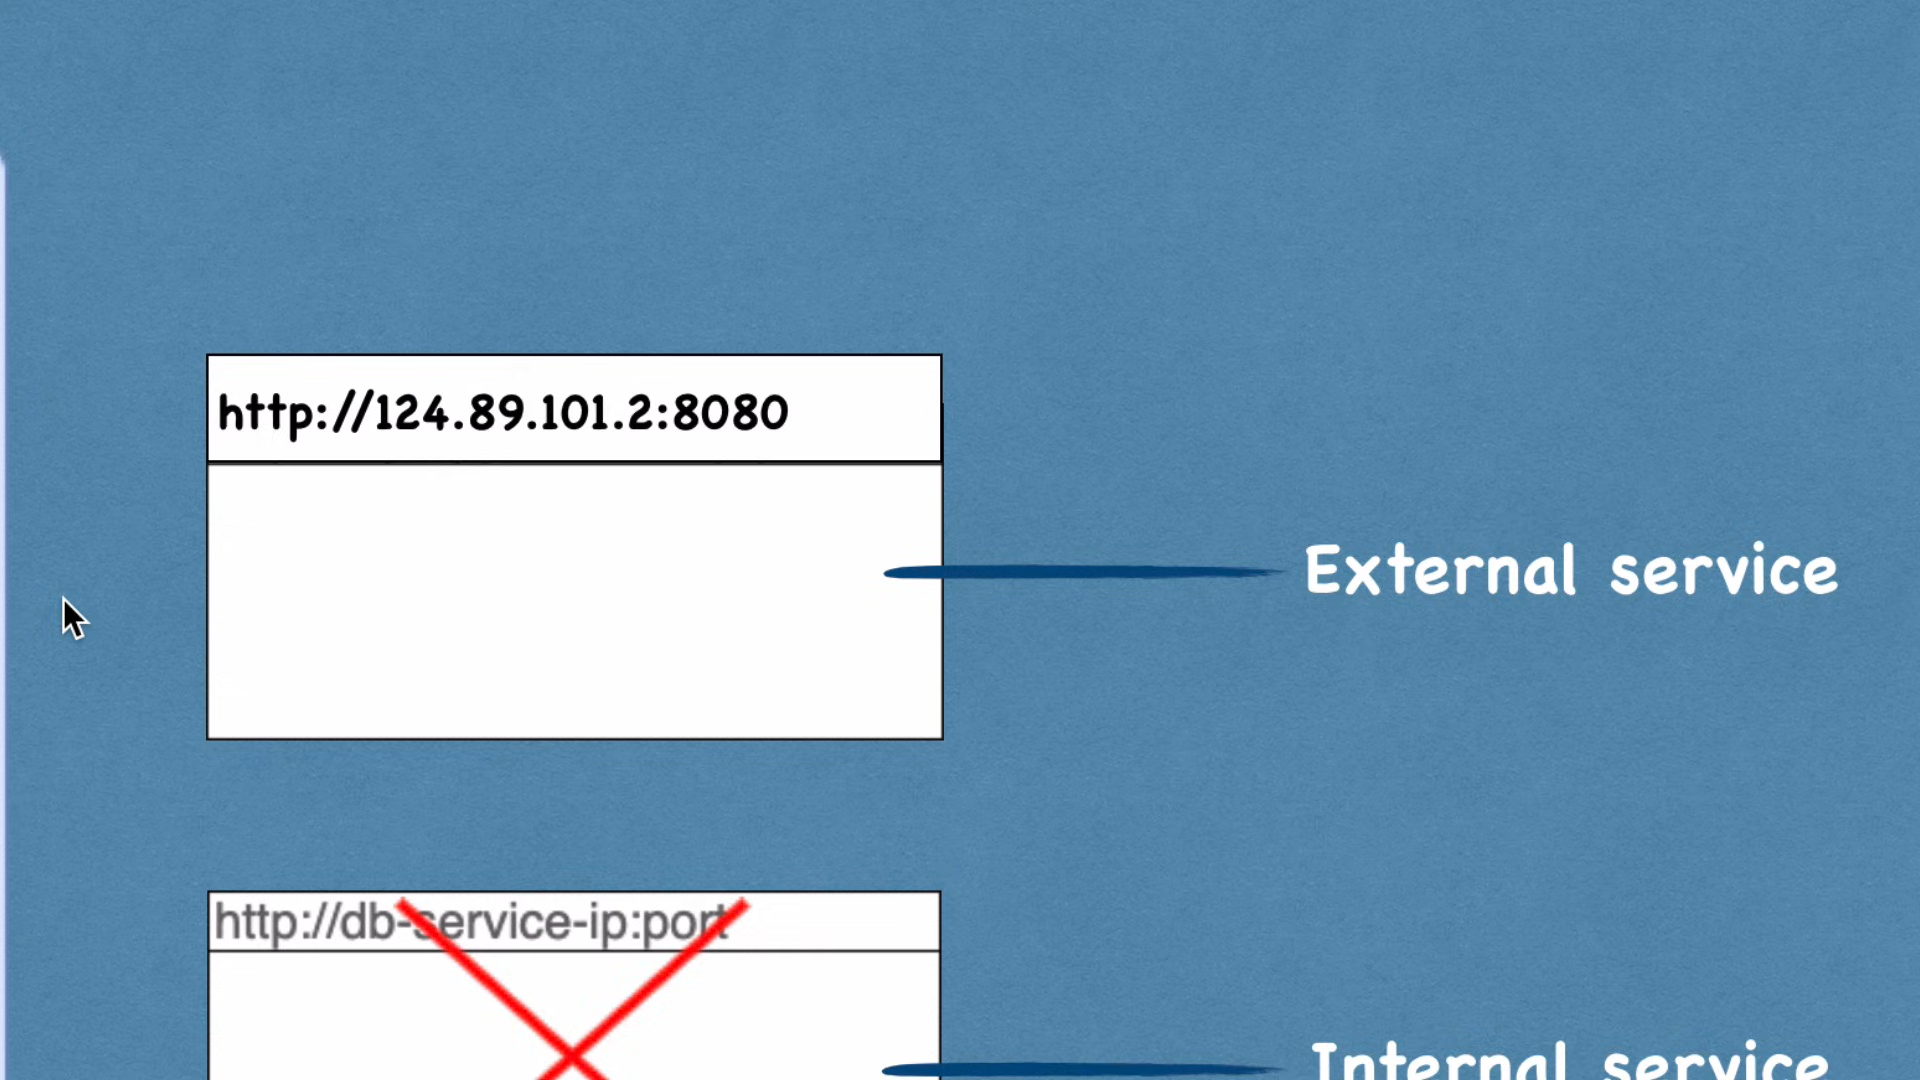 http://124.89.101.2:8080
External service
http://db-service-ip:port
Internal service